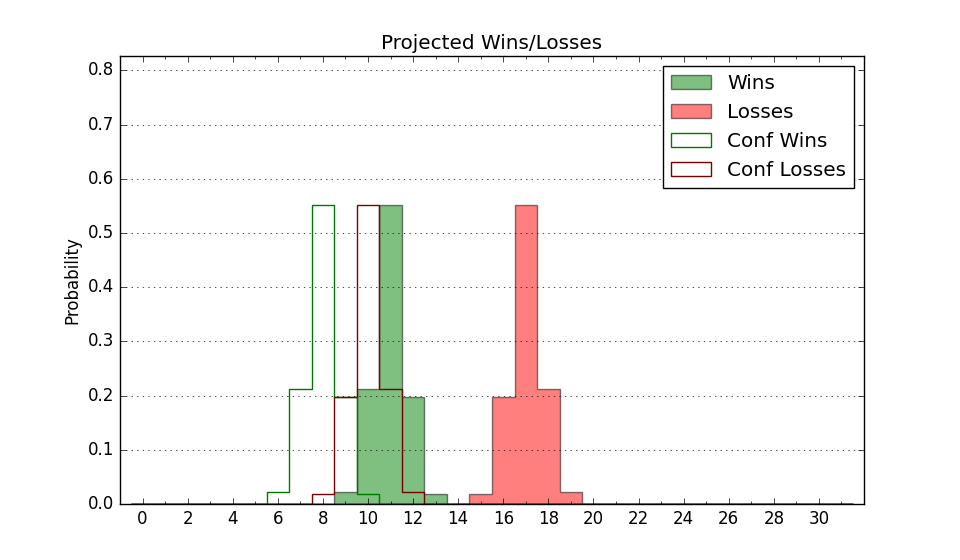 Projected Wins/Losses
0.8
0.7
0.6
0.5
0.4
0.3
0.2
0.1
0.0
Probability
Wins
Losses
Conf Wins
Conf Losses
0 2 4 6 8 10 12 14 16 18 20 22 24 26 28 30